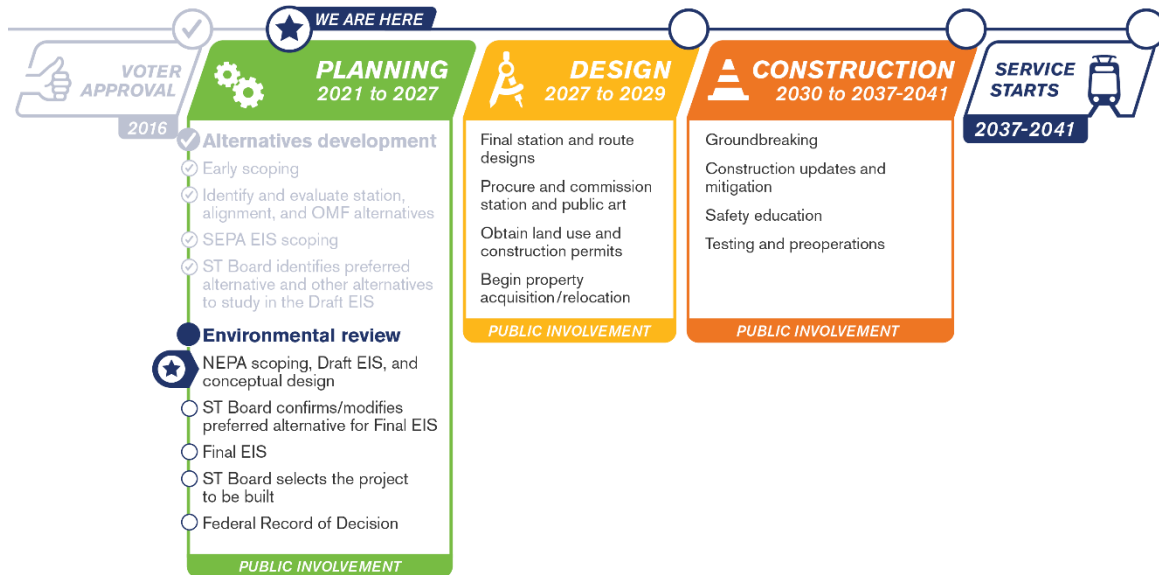 WE ARE HERE
VOTER
APPROVAL
2016
PLANNING
2021 to 2027
Alternatives development
Early scoping
Identify and evaluate station,
alignment, and OMF alternatives
SEPA EIS scoping
ST Board identifies preferred
alternative and other alternatives
to study in the Draft EIS
Environmental review
NEPA scoping, Draft EIS, and
conceptual design
ST Board confirms/modifies
preferred alternative for Final EIS
Final EIS
ST Board selects the project
to be built
Federal Record of Decision
PUBLIC INVOLVEMENT
DESIGN
2027 to 2029
Final station and route
designs
Procure and commission
station and public art
Obtain land use and
construction permits
Begin property
acquisition/relocation
PUBLIC INVOLVEMENT
CONSTRUCTION
2030 to 2037-2041
Groundbreaking
Construction updates and
mitigation
Safety education
Testing and preoperations
PUBLIC INVOLVEMENT
SERVICE
STARTS
2037-2041